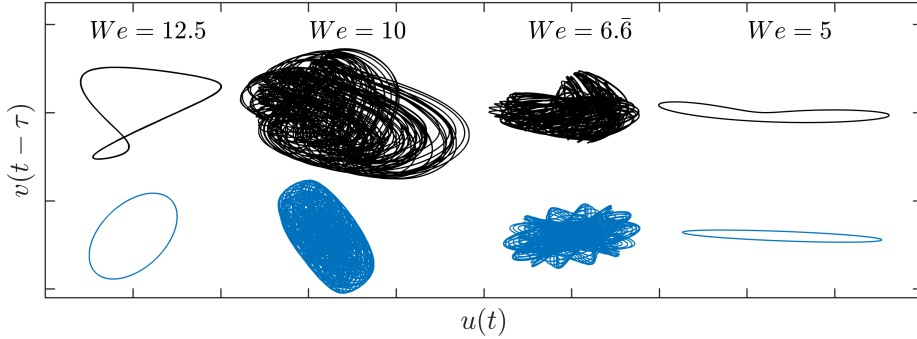 We = 12.5 We = 10 We = 6.6̄ We = 5
v(t − τ)
u(t)